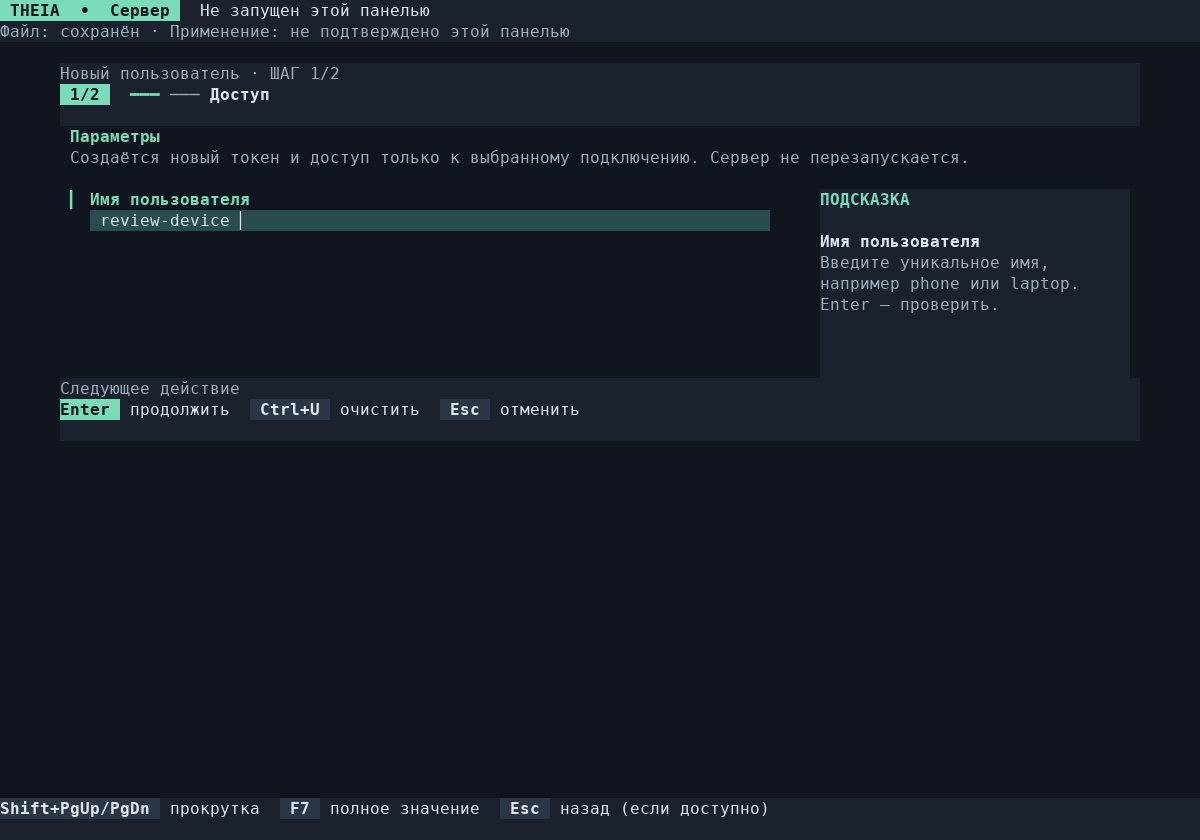 THEIA • Сервер Не запущен этой панелью
Файл: сохранён · Применение: не подтверждено этой панелью
Новый пользователь · ШАГ 1/2
1/2 ━━━ ─── Доступ
Параметры
Создаётся новый токен и доступ только к выбранному подключению. Сервер не перезапускается.
Имя пользователя
review-device
ПОДСКАЗКА
Имя пользователя
Введите уникальное имя,
например phone или laptop.
Enter — проверить.
Следующее действие
Enter продолжить Ctrl+U очистить Esc отменить
Shift+PgUp/PgDn прокрутка F7 полное значение Esc назад (если доступно)